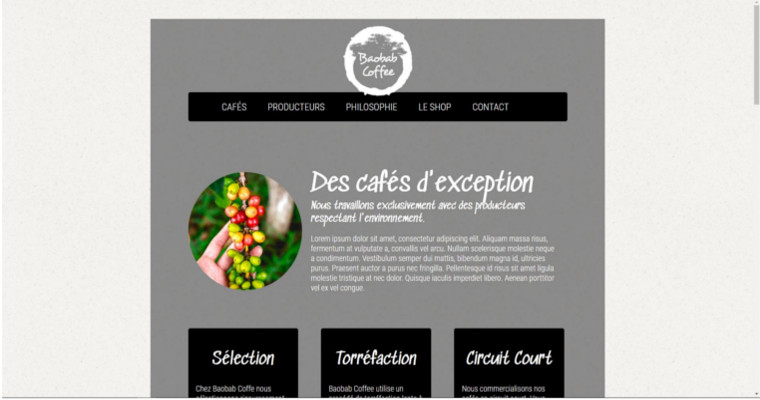 Baobab
Coffee
CAFÉS PRODUCTEURS PHILOSOPHIE LE SHOP CONTACT
Des cafés d'exception
Nous travaillons exclusivement avec des producteurs
respectant l'environnement.
Lorem ipsum dolor sit amet, consectetur adipiscing elit. Aliquam massa risus,
fermentum at vulputate a, convallis vel arcu. Nullam scelerisque molestie neque
a condimentum. Vestibulum semper dui mattis, bibendum magna id, ultricies
purus. Praesent auctor a purus nec fringilla. Pellentesque id risus sit amet ligula
molestie tristique at nec dolor. Quisque iaculis imperdiet libero. Aenean porttitor
vel ex vel congue.
Sélection
Chez Baobab Coffe nous
Torréfaction
Baobab Coffee utilise un
Circuit Court
Nous commercialisons nos